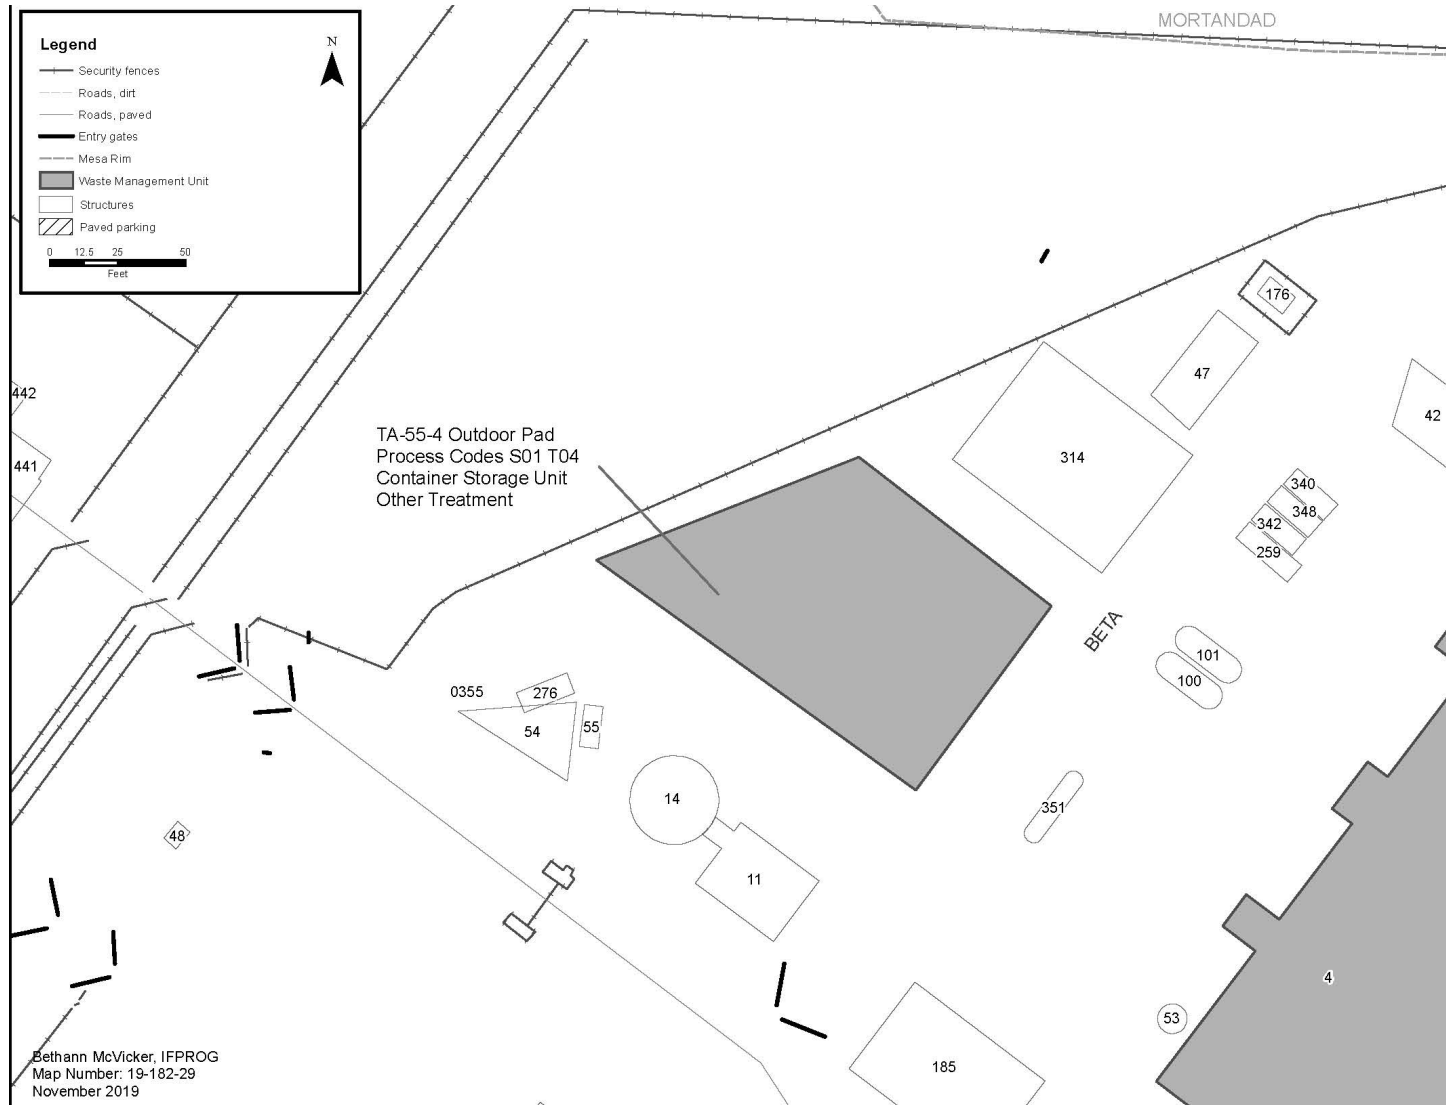 MORTANDAD
Legend
N
Security fences
Roads, dirt
Roads, paved
Entry gates
Mesa Rim
Waste Management Unit
Structures
Paved parking
0 12.5 25 50
Feet
176
47
442
42
TA-55-4 Outdoor Pad
Process Codes S01 T04
Container Storage Unit
Other Treatment
314
441
340
348
342
259
BETA
101
100
0355
276
54
55
14
351
48
11
4
53
185
Bethann McVicker, IFPROG
Map Number: 19-182-29
November 2019